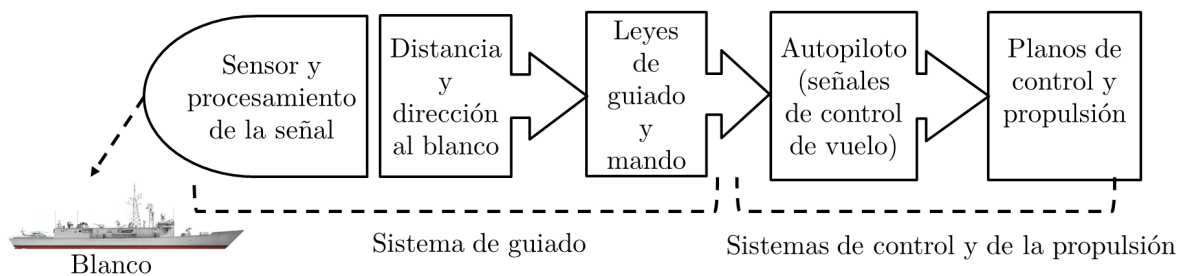 Sensor y
procesamiento
de la señal
Distancia
y
dirección
al blanco
Leyes
de
guiado
y
mando
Autopiloto
(señales
de control
de vuelo)
Planos de
control y
propulsión
Sistema de guiado
Sistemas de control y de la propulsión
Blanco